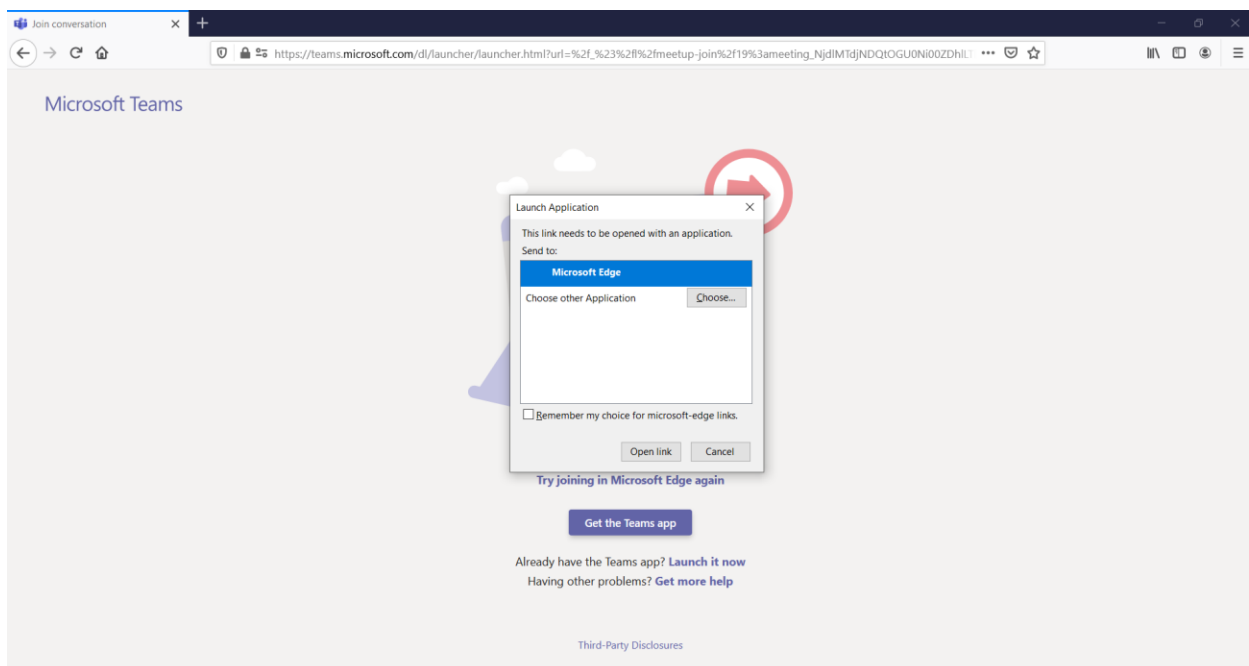 Join conversation
https://teams.microsoft.com/dl/launcher/launcher.html?url=%2f_%23%2fl%2fmeetup-join%2f19%3ameeting_
Microsoft Teams
Launch Application
This link needs to be opened with an application.
Send to:
Microsoft Edge
Choose other Application
Choose...
Remember my choice for microsoft-edge links.
Open link
Cancel
Try joining in Microsoft Edge again
Get the Teams app
Already have the Teams app? Launch it now
Having other problems? Get more help
Third-Party Disclosures